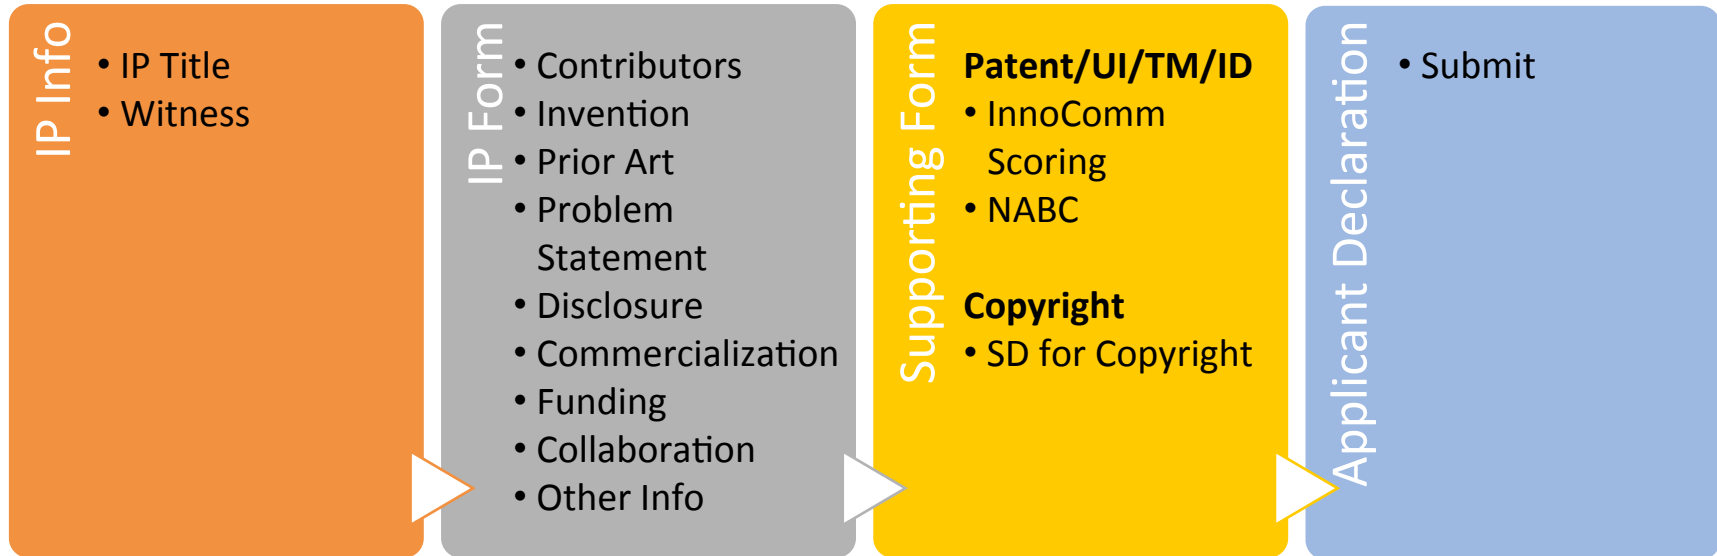 IP Info
• IP Title
• Witness
IP Form
• Contributors
• Invention
• Prior Art
• Problem
Statement
• Disclosure
• Commercialization
• Funding
• Collaboration
• Other Info
Supporting Form
Patent/UI/TM/ID
• InnoComm
Scoring
• NABC
Copyright
• SD for Copyright
Applicant Declaration
• Submit